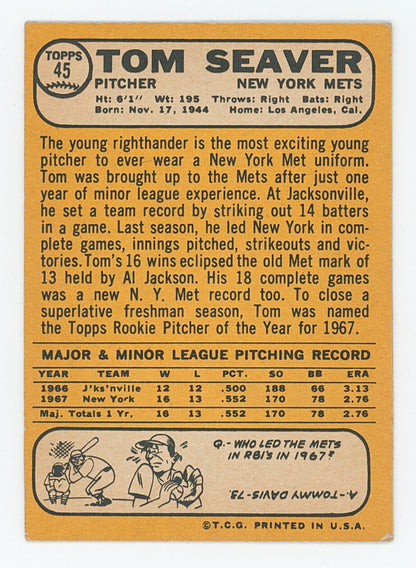 TOPPS
45
TOM SEAVER
PITCHER NEW YORK METS
Ht: 6'1" Wt: 195 Throws: Right Bats: Right
Born: Nov. 17, 1944 Home: Los Angeles, Cal.
The young righthander is the most exciting young
pitcher to ever wear a New York Met uniform.
Tom was brought up to the Mets after just one
year of minor league experience. At Jacksonville,
he set a team record by striking out 14 batters
in a game. Last season, he led New York in com-
plete games, innings pitched, strikeouts and vic-
tories. Tom's 16 wins eclipsed the old Met mark of
13 held by Al Jackson. His 18 complete games
was a new N. Y. Met record too. To close a
superlative freshman season, Tom was named
the Topps Rookie Pitcher of the Year for 1967.
MAJOR & MINOR LEAGUE PITCHING RECORD
YEAR TEAM W L PCT. SO BB ERA
1966 J'ks'nville 12 12 .500 188 66 3.13
1967 New York 16 13 .552 170 78 2.76
Maj. Totals 1 Yr. 16 13 .552 170 78 2.76
Q.-WHO LED THE METS
IN RBI'S IN 1967?
A. TOMMY DAVIS-73
©T.C.G. PRINTED IN U.S.A.